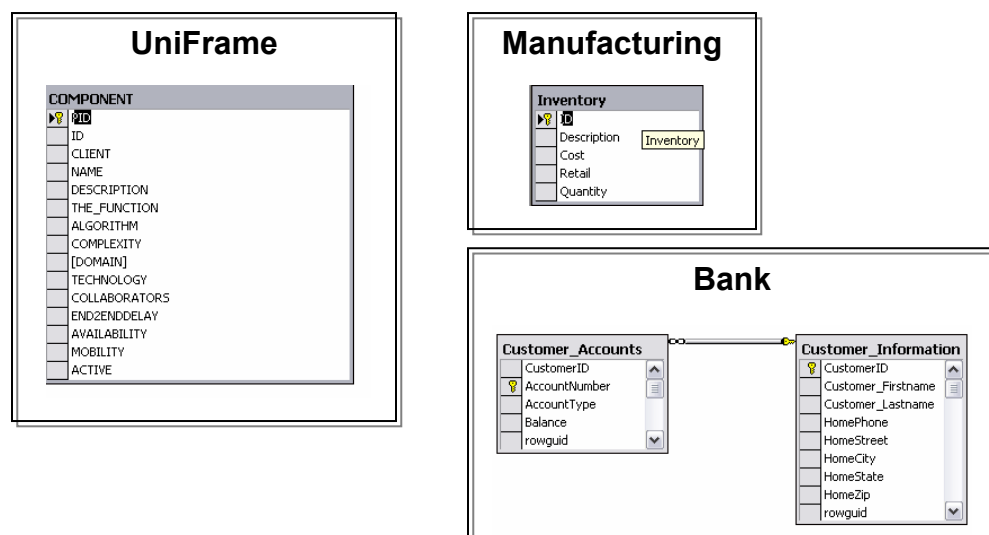 UniFrame
COMPONENT
PID
ID
CLIENT
NAME
DESCRIPTION
THE_FUNCTION
ALGORITHM
COMPLEXITY
[DOMAIN]
TECHNOLOGY
COLLABORATORS
END2ENDDELAY
AVAILABILITY
MOBILITY
ACTIVE
Manufacturing
Inventory
ID
Description
Inventory
Cost
Retail
Quantity
Bank
Customer_Accounts
CustomerID
AccountNumber
AccountType
Balance
rowguid
Customer_Information
CustomerID
Customer_Firstname
Customer_Lastname
HomePhone
HomeStreet
HomeCity
HomeState
HomeZip
rowguid